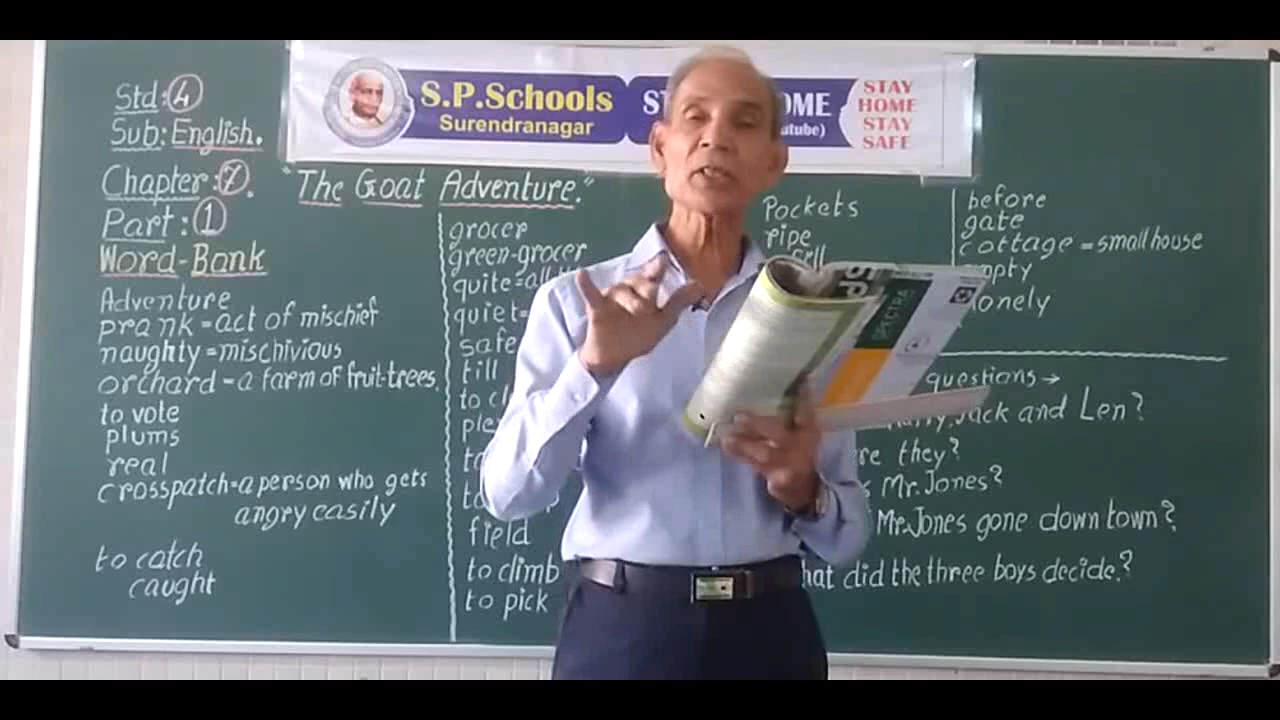 S.P.Schools
Surendranagar
STAY
HOME
STAY
SAFE
Std:4
Sub: English.
Chapter:7. "The Goat Adventure."
Part:1
Word-Bank
Adventure
prank = act of mischief
naughty = mischivious
orchard = a farm of fruit-trees.
to vote
plums
real
crosspatch = a person who gets
angry easily
to catch
caught
grocer
green-grocer
quite =
quiet =
safe
till
field
to climb
to pick
Pockets
ripe
before
gate
cottage = small house
lonely
questions →
Jack and Len?
they?
Mr. Jones?
Mr. Jones gone down town?
did the three boys decide?
SPECTRA